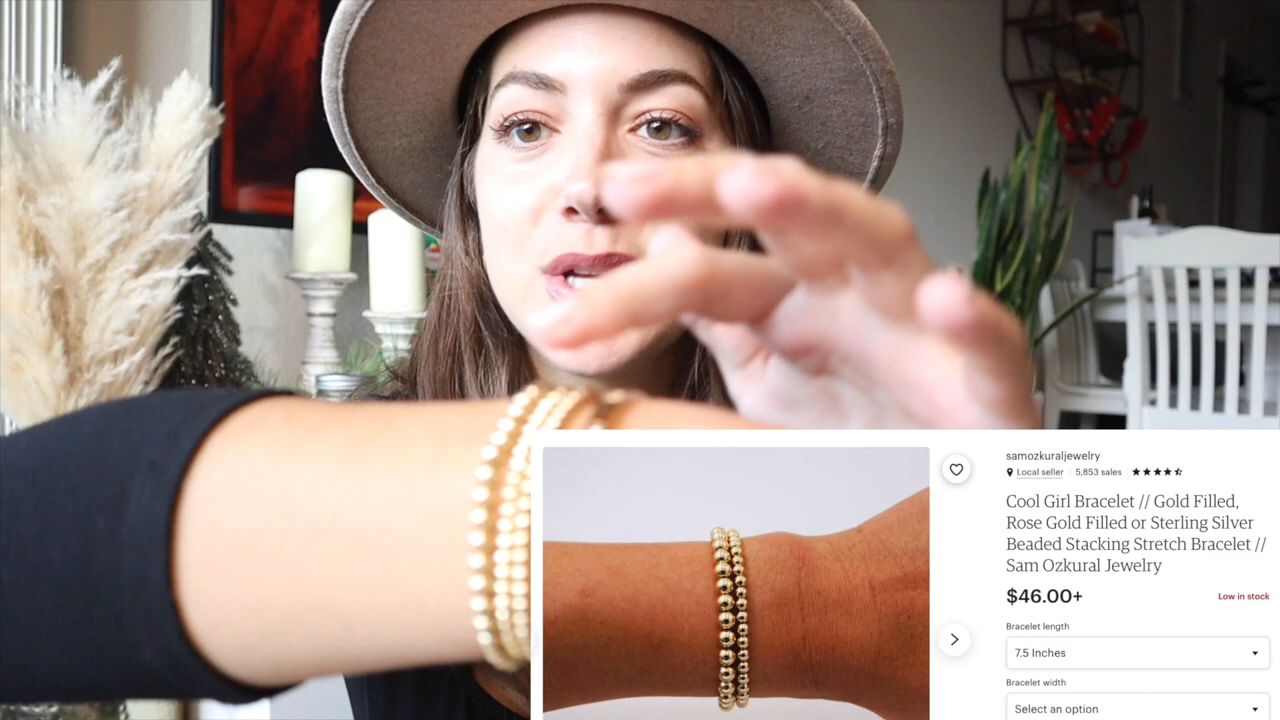 samozkuraljewelry
Local seller 5,853 sales
Cool Girl Bracelet // Gold Filled,
Rose Gold Filled or Sterling Silver
Beaded Stacking Stretch Bracelet //
Sam Ozkural Jewelry
$46.00+
Low in stock
Bracelet length
7.5 Inches
Bracelet width
Select an option